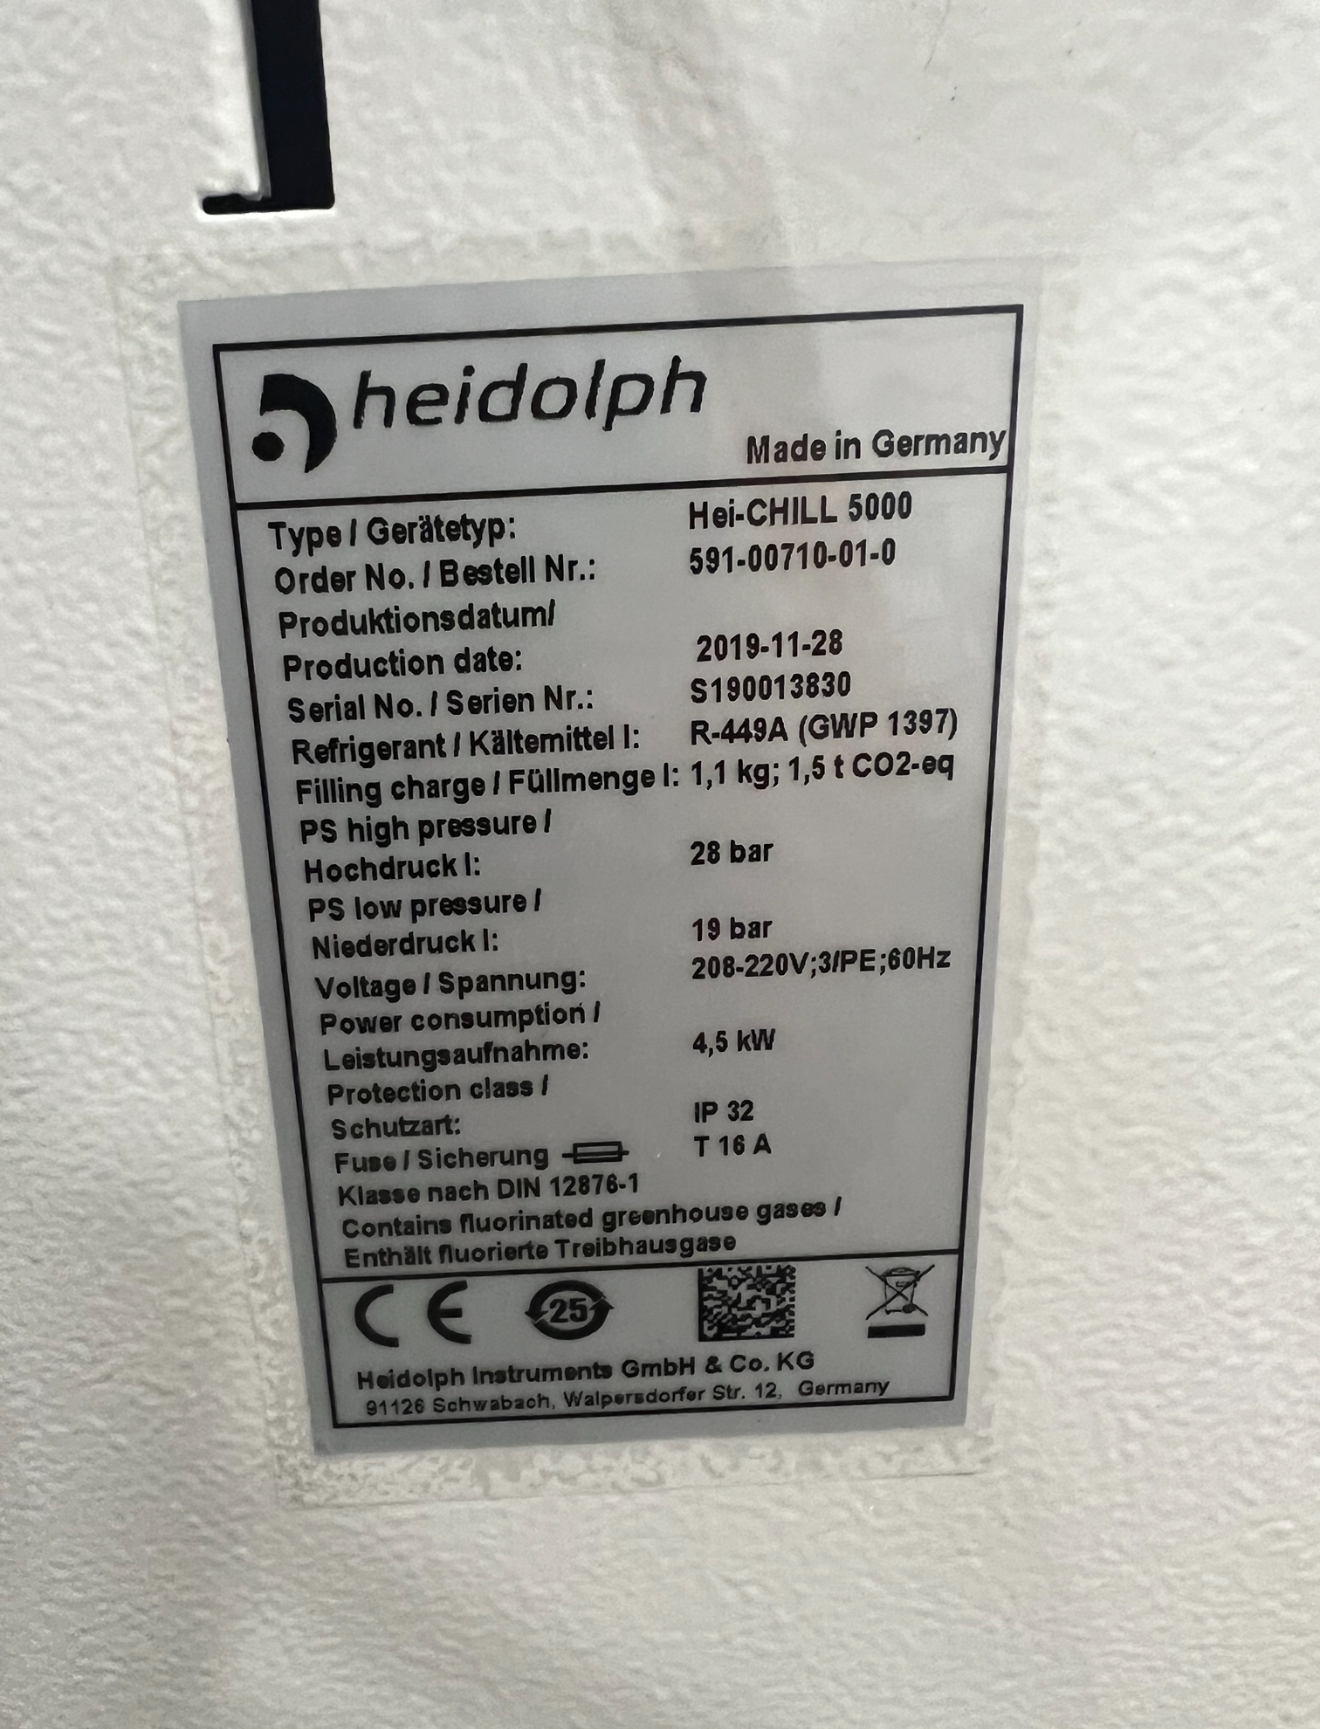 heidolph
Made in Germany
Type / Gerätetyp: Hei-CHILL 5000
Order No. / Bestell Nr.: 591-00710-01-0
Produktionsdatum/
Production date: 2019-11-28
Serial No. / Serien Nr.: S190013830
Refrigerant / Kältemittel I: R-449A (GWP 1397)
Filling charge / Füllmenge I: 1,1 kg; 1,5 t CO2-eq
PS high pressure /
Hochdruck I: 28 bar
PS low pressure /
Niederdruck I: 19 bar
Voltage / Spannung: 208-220V;3/PE;60Hz
Power consumption /
Leistungsaufnahme: 4,5 kW
Protection class /
Schutzart: IP 32
Fuse / Sicherung T 16 A
Klasse nach DIN 12876-1
Contains fluorinated greenhouse gases /
Enthält fluorierte Treibhausgase
CE 25
Heidolph Instruments GmbH & Co. KG
91126 Schwabach, Walpersdorfer Str. 12, Germany